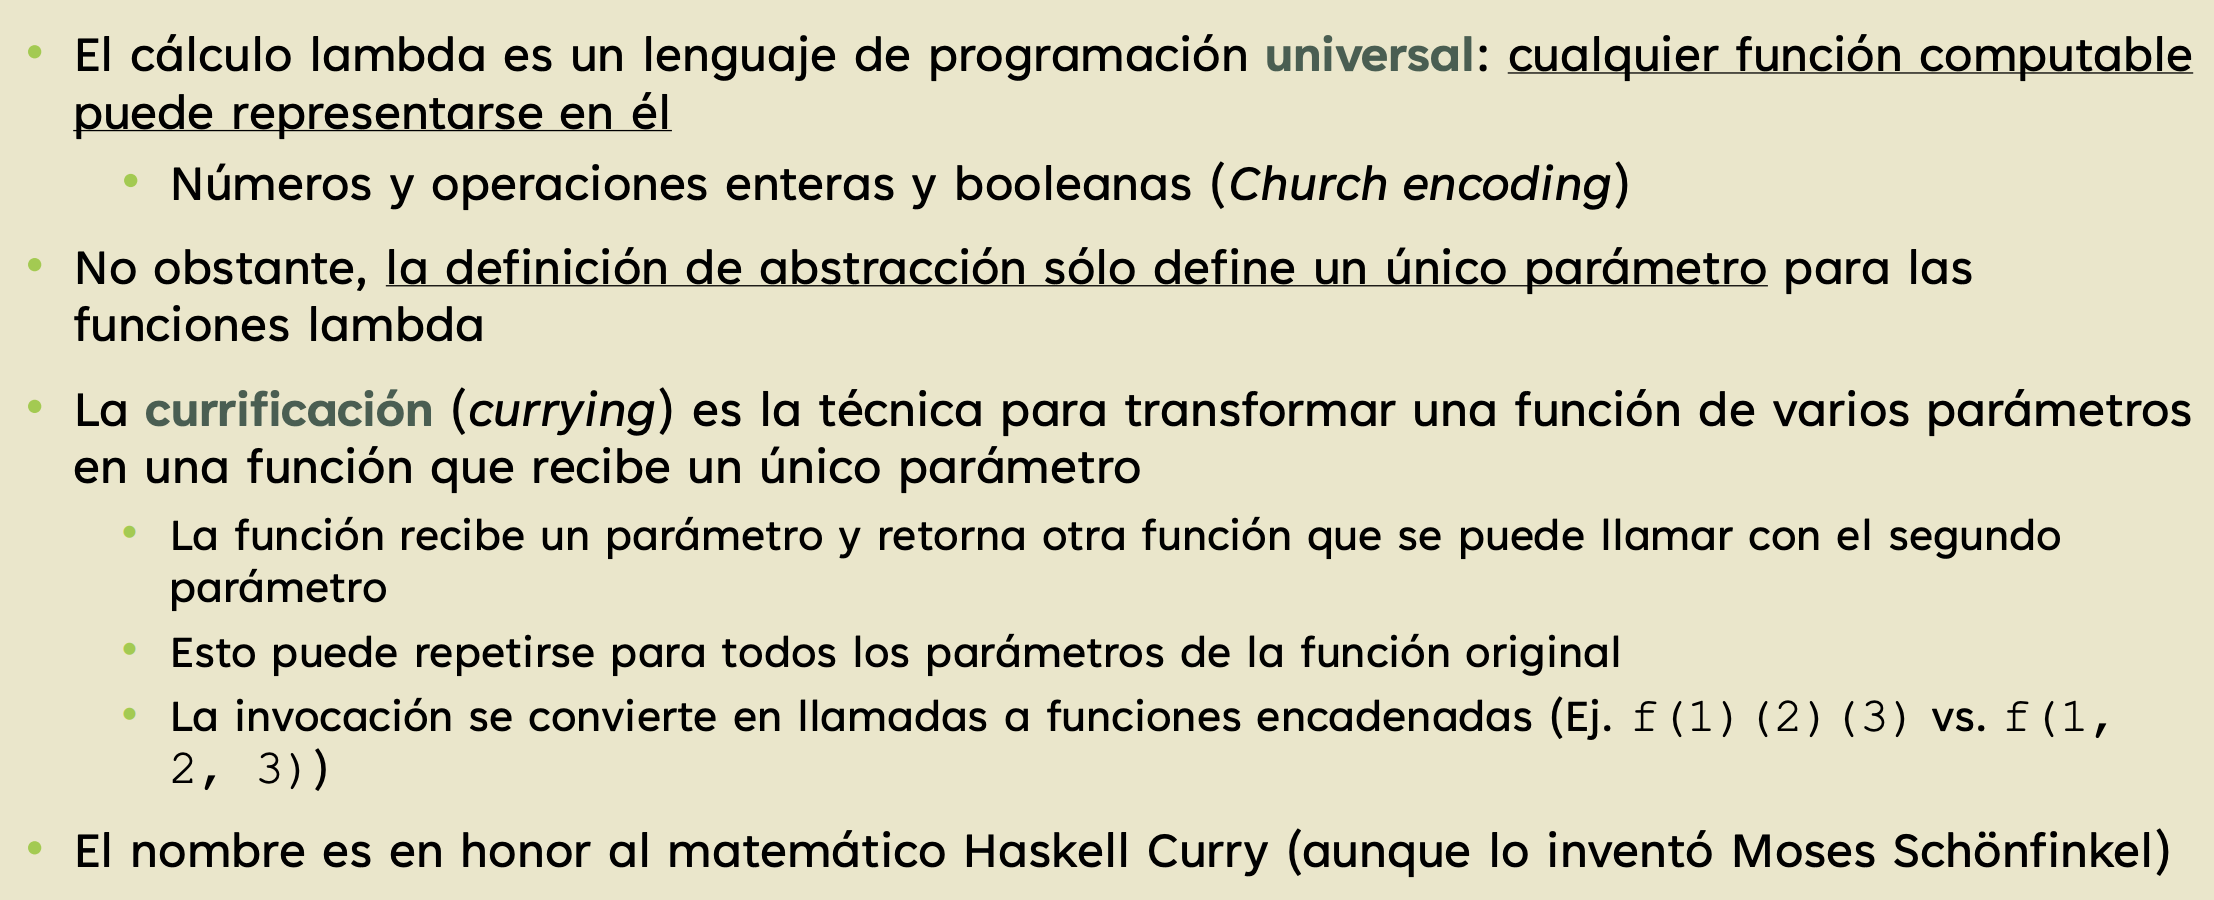 • El cálculo lambda es un lenguaje de programación universal: cualquier función computable
puede representarse en él
• Números y operaciones enteras y booleanas (Church encoding)
• No obstante, la definición de abstracción sólo define un único parámetro para las
funciones lambda
• La currificación (currying) es la técnica para transformar una función de varios parámetros
en una función que recibe un único parámetro
• La función recibe un parámetro y retorna otra función que se puede llamar con el segundo
parámetro
• Esto puede repetirse para todos los parámetros de la función original
• La invocación se convierte en llamadas a funciones encadenadas (Ej. f(1)(2)(3) vs. f(1,
2, 3))
• El nombre es en honor al matemático Haskell Curry (aunque lo inventó Moses Schönfinkel)